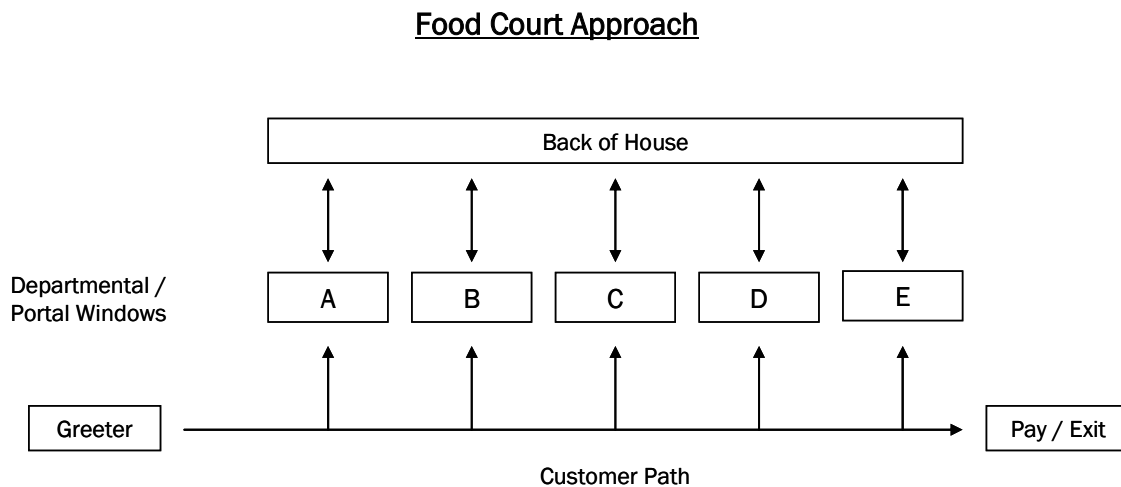 Food Court Approach
Back of House
Departmental /
Portal Windows
A
B
C
D
E
Greeter
Pay / Exit
Customer Path